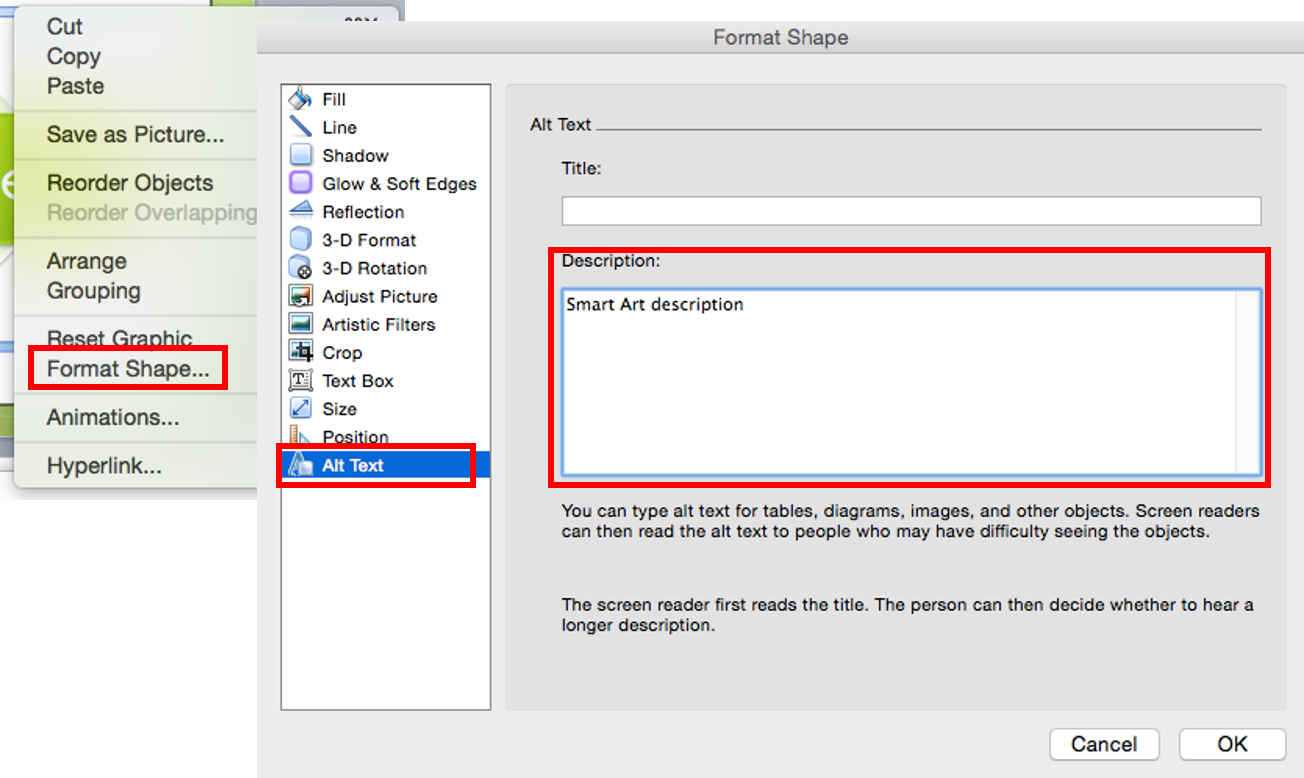 Cut
Copy
Paste
Save as Picture...
Reorder Objects
Reorder Overlapping
Arrange
Grouping
Reset Graphic
Format Shape...
Animations...
Hyperlink...
Format Shape
Fill
Line
Shadow
Glow & Soft Edges
Reflection
3-D Format
3-D Rotation
Adjust Picture
Artistic Filters
Crop
Text Box
Size
Position
Alt Text
Alt Text
Title:
Description:
Smart Art description
You can type alt text for tables, diagrams, images, and other objects. Screen readers
can then read the alt text to people who may have difficulty seeing the objects.
The screen reader first reads the title. The person can then decide whether to hear a
longer description.
Cancel
OK